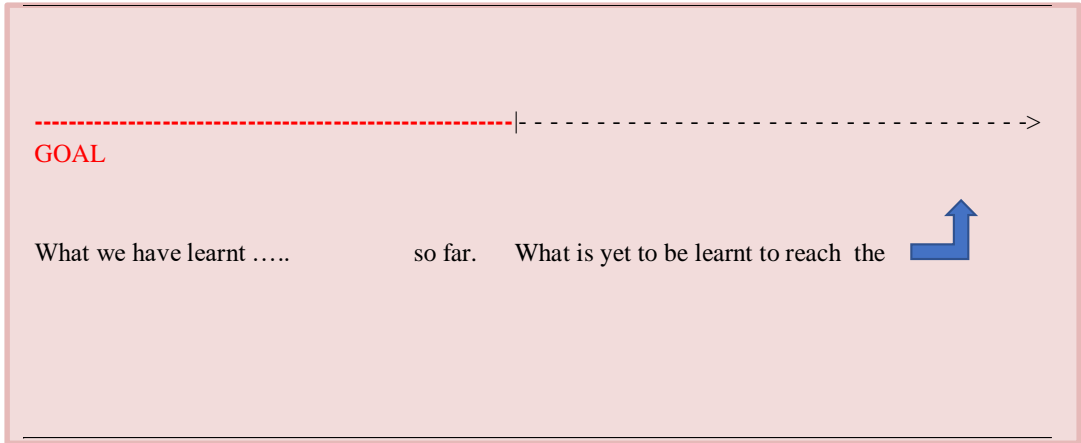 --------------------------------------------------------|- - - - - - - - - - - - - - - - - - - - - - - - - - - - - - - - -->
GOAL
What we have learnt ….. so far. What is yet to be learnt to reach the